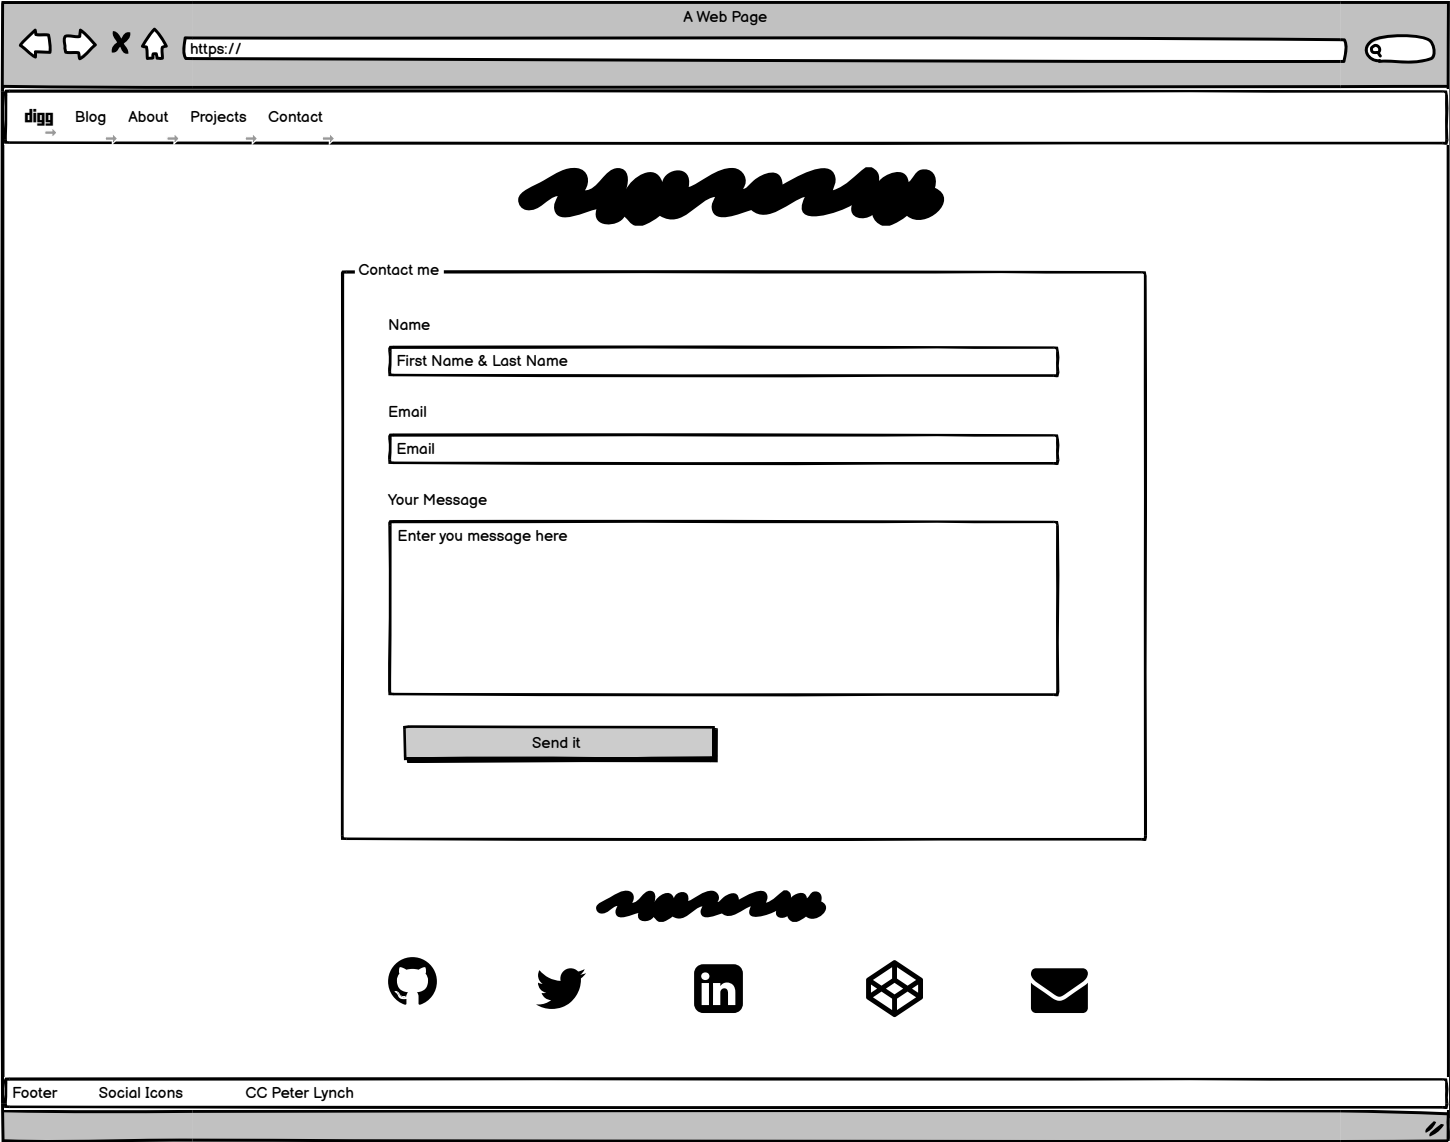 A Web Page
https://
digg Blog About Projects Contact
Contact me
Name
First Name & Last Name
Email
Email
Your Message
Enter you message here
Send it
in
Footer Social Icons CC Peter Lynch